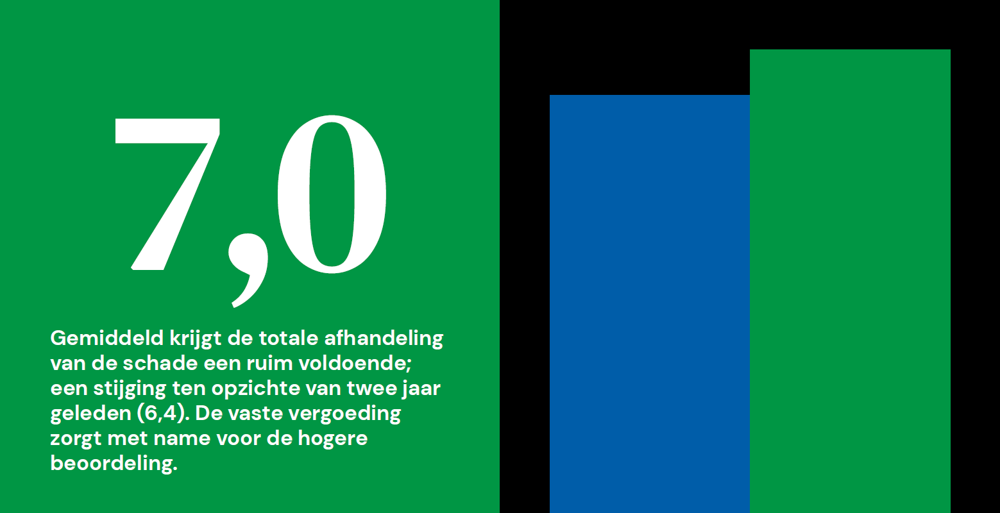 7,0
Gemiddeld krijgt de totale afhandeling
van de schade een ruim voldoende;
een stijging ten opzichte van twee jaar
geleden (6,4). De vaste vergoeding
zorgt met name voor de hogere
beoordeling.